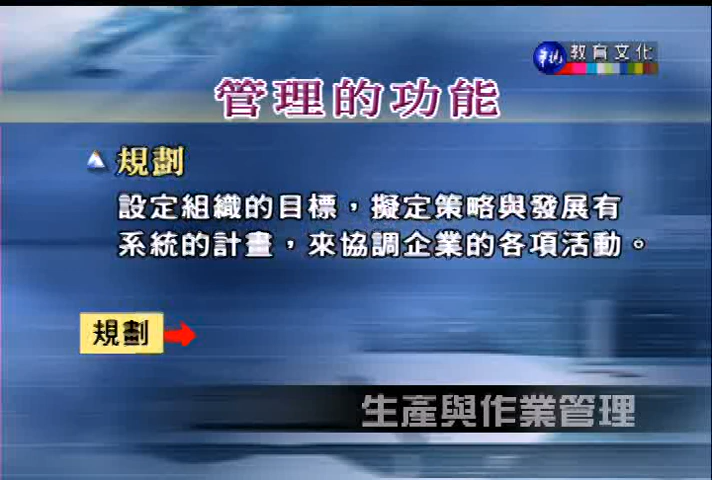 華視 教育文化
管理的功能
規劃
設定組織的目標，擬定策略與發展有
系統的計畫，來協調企業的各項活動。
規劃
生產與作業管理